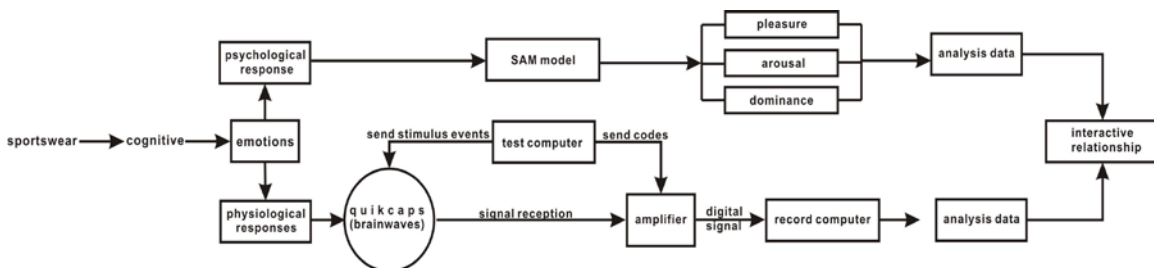 pleasure
psychological
response
SAM model
arousal
analysis data
dominance
send stimulus events
test computer
send codes
sportswear
cognitive
emotions
interactive
relationship
physiological
responses
quikcaps
(brainwaves)
signal reception
amplifier
digital
signal
record computer
analysis data